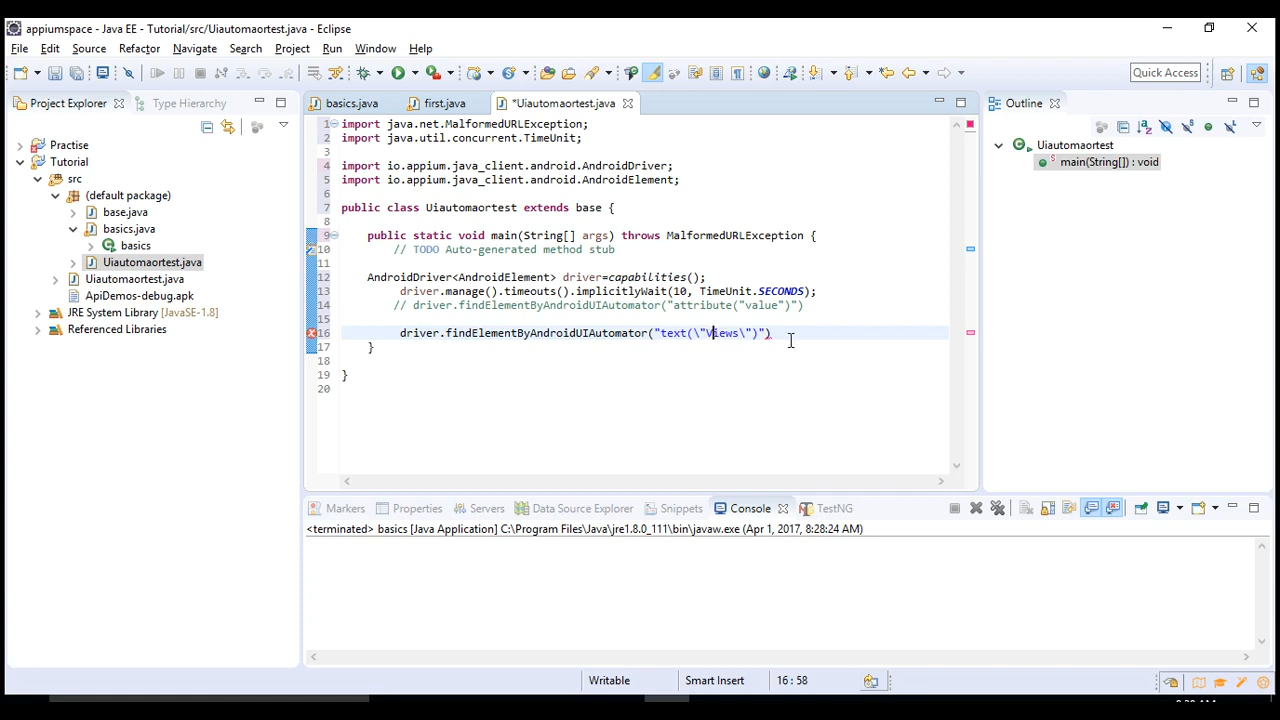 appiumspace - Java EE - Tutorial/src/Uiautomaortest.java - Eclipse
File Edit Source Refactor Navigate Search Project Run Window Help
Quick Access
Project Explorer
Type Hierarchy
basics.java
first.java
*Uiautomaortest.java
Outline
Practise
Tutorial
src
(default package)
base.java
basics.java
basics
Uiautomaortest.java
Uiautomaortest.java
ApiDemos-debug.apk
JRE System Library [JavaSE-1.8]
Referenced Libraries
1 import java.net.MalformedURLException;
2 import java.util.concurrent.TimeUnit;
3
4 import io.appium.java_client.android.AndroidDriver;
5 import io.appium.java_client.android.AndroidElement;
6
7 public class Uiautomaortest extends base {
8
9 public static void main(String[] args) throws MalformedURLException {
10 // TODO Auto-generated method stub
11
12 AndroidDriver<AndroidElement> driver=capabilities();
13 driver.manage().timeouts().implicitlyWait(10, TimeUnit.SECONDS);
14 // driver.findElementByAndroidUIAutomator("attribute("value")")
15
16 driver.findElementByAndroidUIAutomator("text(\"Views\")")
17 }
18
19 }
20
Uiautomaortest
S main(String[]) : void
Markers Properties Servers Data Source Explorer Snippets Console TestNG
<terminated> basics [Java Application] C:\Program Files\Java\jre1.8.0_111\bin\javaw.exe (Apr 1, 2017, 8:28:24 AM)
Writable Smart Insert 16 : 58